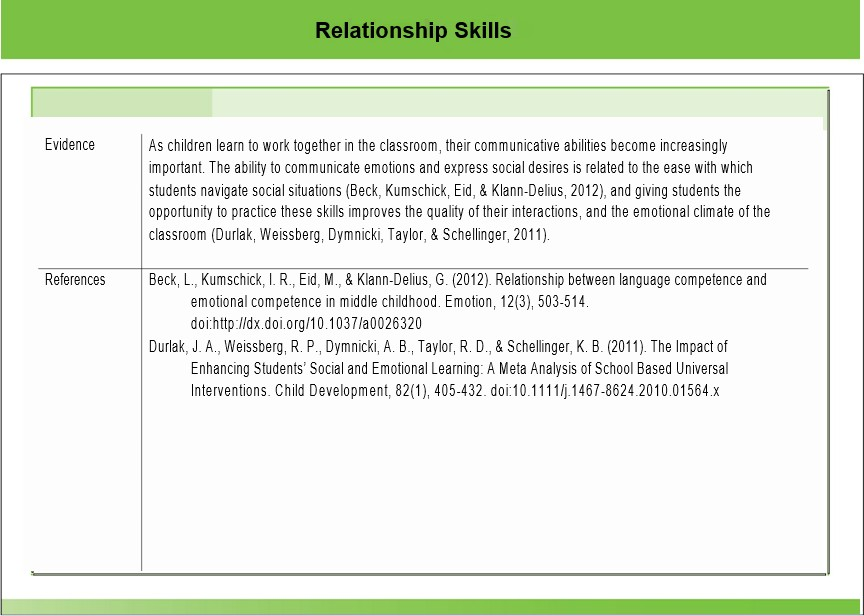 Relationship Skills
Evidence
As children learn to work together in the classroom, their communicative abilities become increasingly
important. The ability to communicate emotions and express social desires is related to the ease with which
students navigate social situations (Beck, Kumschick, Eid, & Klann-Delius, 2012), and giving students the
opportunity to practice these skills improves the quality of their interactions, and the emotional climate of the
classroom (Durlak, Weissberg, Dymnicki, Taylor, & Schellinger, 2011).
References
Beck, L., Kumschick, I. R., Eid, M., & Klann-Delius, G. (2012). Relationship between language competence and
emotional competence in middle childhood. Emotion, 12(3), 503-514.
doi:http://dx.doi.org/10.1037/a0026320
Durlak, J. A., Weissberg, R. P., Dymnicki, A. B., Taylor, R. D., & Schellinger, K. B. (2011). The Impact of
Enhancing Students’ Social and Emotional Learning: A Meta Analysis of School Based Universal
Interventions. Child Development, 82(1), 405-432. doi:10.1111/j.1467-8624.2010.01564.x